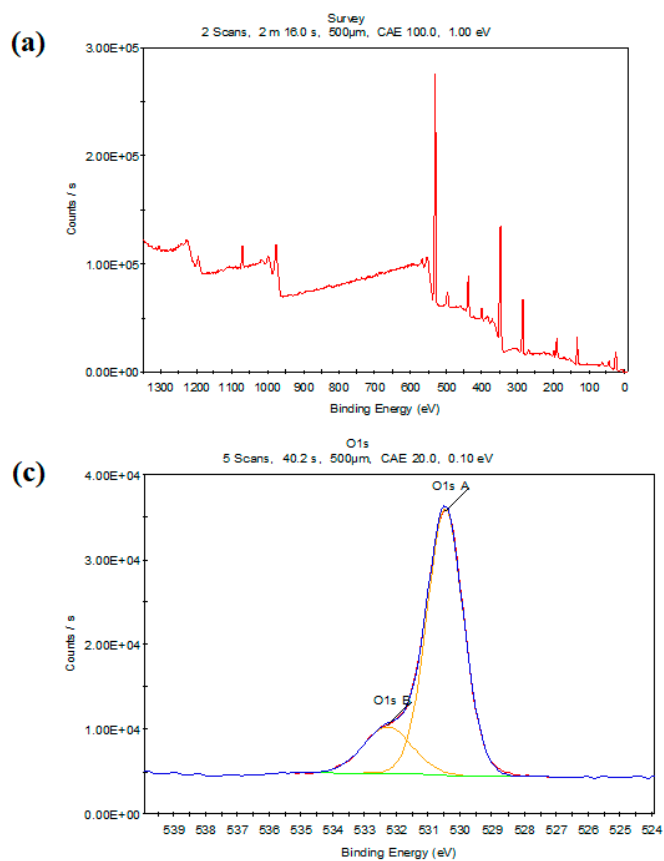 (a)
Survey
2 Scans, 2 m 16.0 s, 500µm, CAE 100.0, 1.00 eV
3.00E+05
2.00E+05
1.00E+05
0.00E+00
Counts / s
1300 1200 1100 1000 900 800 700 600 500 400 300 200 100 0
Binding Energy (eV)
(c)
O1s
5 Scans, 40.2 s, 500µm, CAE 20.0, 0.10 eV
4.00E+04
3.00E+04
2.00E+04
1.00E+04
0.00E+00
Counts / s
O1s A
O1s B
539 538 537 536 535 534 533 532 531 530 529 528 527 526 525 524
Binding Energy (eV)